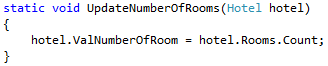 static void UpdateNumberOfRooms(Hotel hotel)
{
    hotel.ValNumberOfRoom = hotel.Rooms.Count;
}